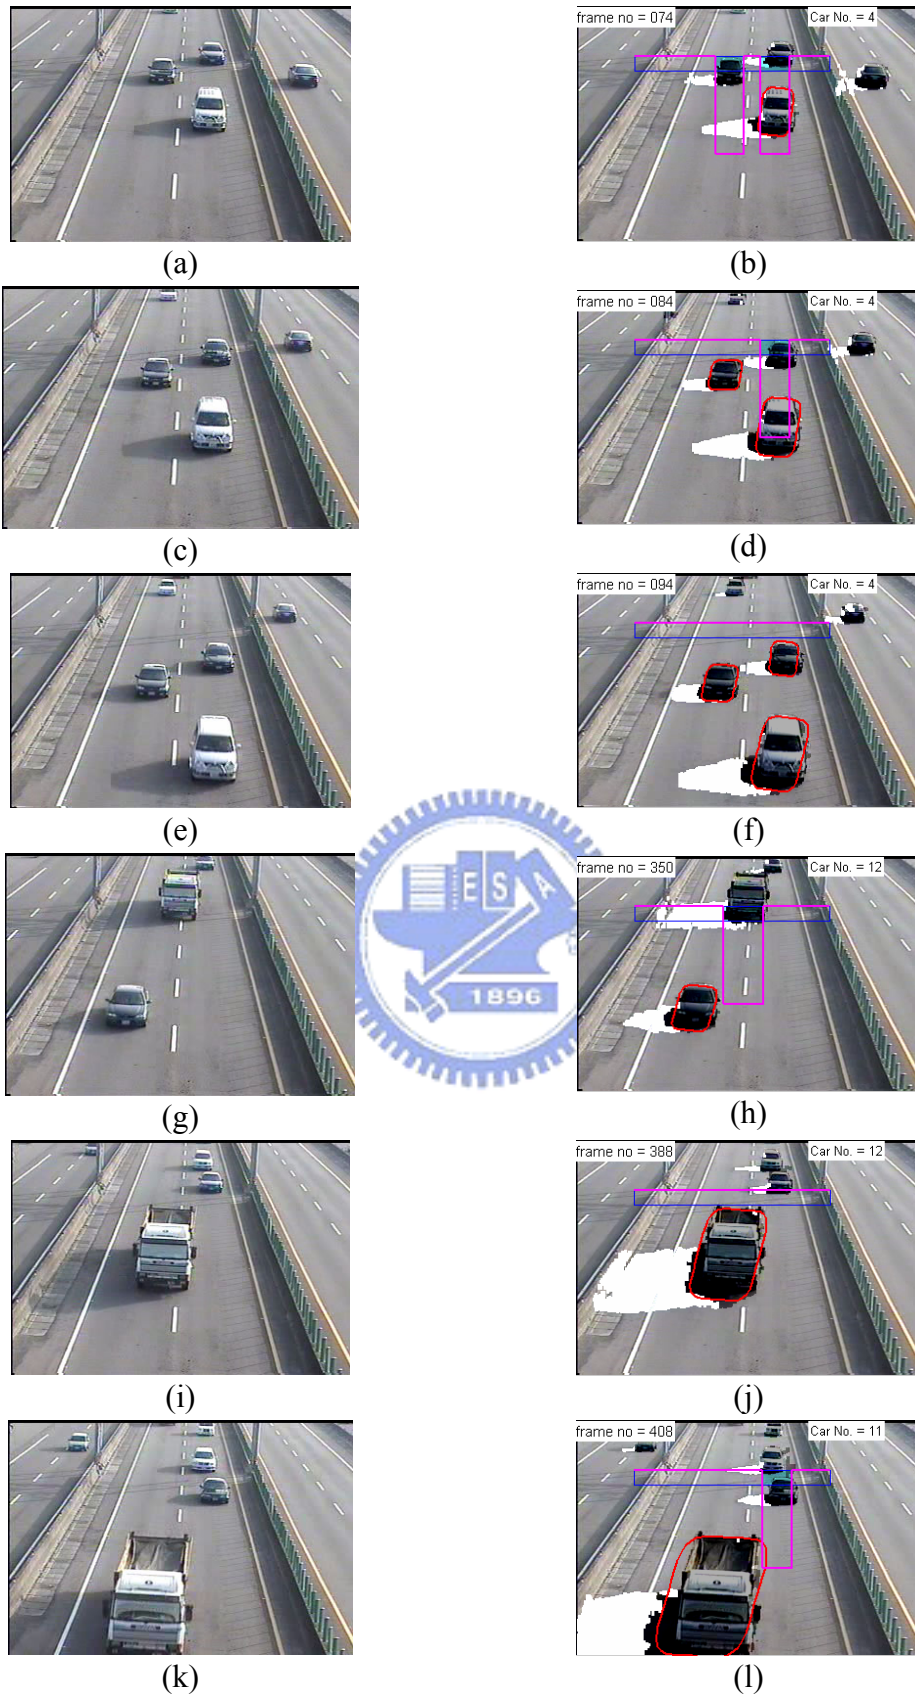 frame no = 074 Car No. = 4
(a) (b)
frame no = 084 Car No. = 4
(c) (d)
frame no = 094 Car No. = 4
(e) (f)
frame no = 350 Car No. = 12
E S A
1896
(g) (h)
frame no = 388 Car No. = 12
(i) (j)
frame no = 408 Car No. = 11
(k) (l)